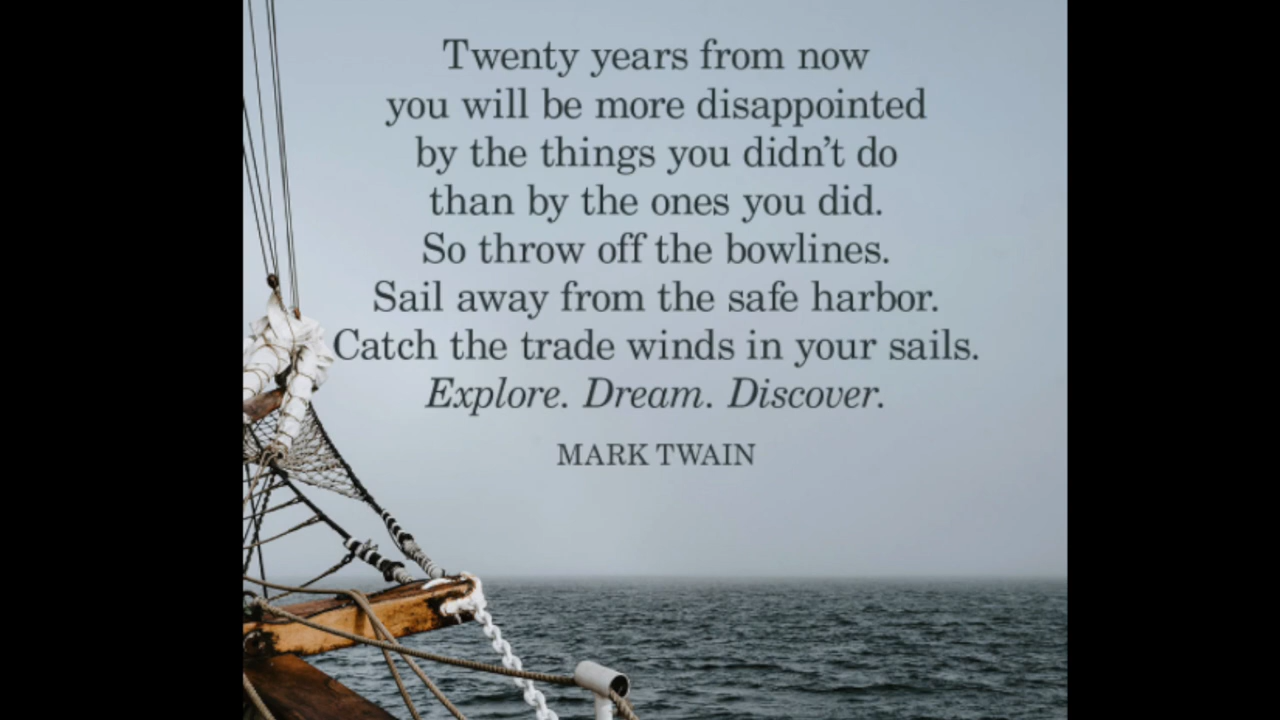 Twenty years from now
you will be more disappointed
by the things you didn’t do
than by the ones you did.
So throw off the bowlines.
Sail away from the safe harbor.
Catch the trade winds in your sails.
Explore. Dream. Discover.
MARK TWAIN